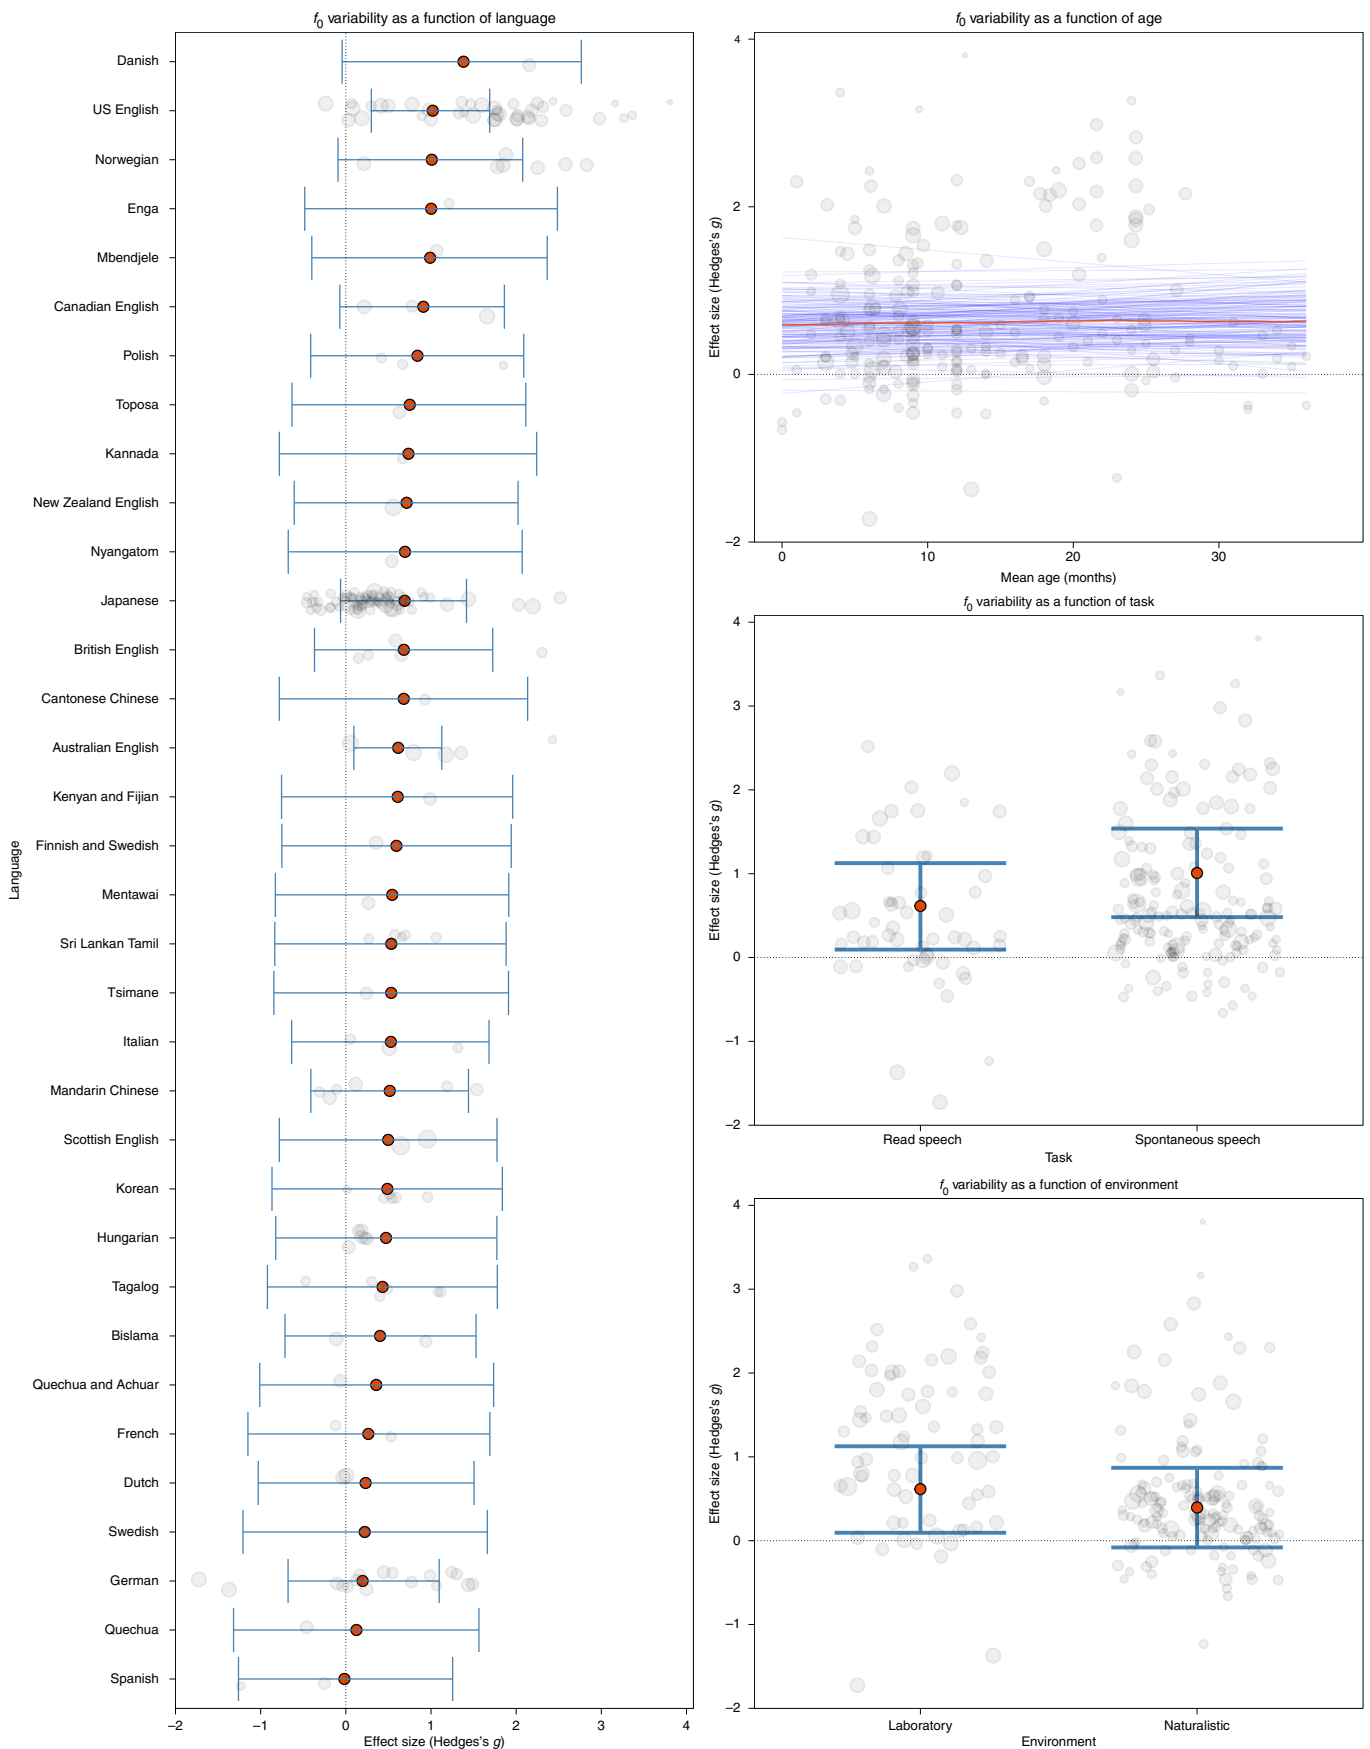 f0 variability as a function of language
Language
Danish
US English
Norwegian
Enga
Mbendjele
Canadian English
Polish
Toposa
Kannada
New Zealand English
Nyangatom
Japanese
British English
Cantonese Chinese
Australian English
Kenyan and Fijian
Finnish and Swedish
Mentawai
Sri Lankan Tamil
Tsimane
Italian
Mandarin Chinese
Scottish English
Korean
Hungarian
Tagalog
Bislama
Quechua and Achuar
French
Dutch
Swedish
German
Quechua
Spanish
–2 –1 0 1 2 3 4
Effect size (Hedges's g)
f0 variability as a function of age
Effect size (Hedges's g)
4
2
0
–2
0 10 20 30
Mean age (months)
f0 variability as a function of task
Effect size (Hedges's g)
4
3
2
1
0
–1
–2
Read speech Spontaneous speech
Task
f0 variability as a function of environment
Effect size (Hedges's g)
4
3
2
1
0
–1
–2
Laboratory Naturalistic
Environment